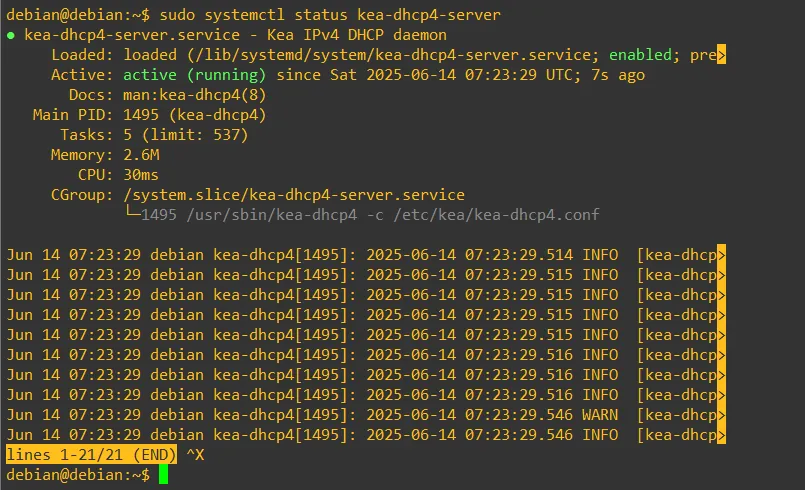 debian@debian:~$ sudo systemctl status kea-dhcp4-server
● kea-dhcp4-server.service - Kea IPv4 DHCP daemon
     Loaded: loaded (/lib/systemd/system/kea-dhcp4-server.service; enabled; pre>
     Active: active (running) since Sat 2025-06-14 07:23:29 UTC; 7s ago
       Docs: man:kea-dhcp4(8)
   Main PID: 1495 (kea-dhcp4)
      Tasks: 5 (limit: 537)
     Memory: 2.6M
        CPU: 30ms
     CGroup: /system.slice/kea-dhcp4-server.service
             └─1495 /usr/sbin/kea-dhcp4 -c /etc/kea/kea-dhcp4.conf

Jun 14 07:23:29 debian kea-dhcp4[1495]: 2025-06-14 07:23:29.514 INFO  [kea-dhcp>
Jun 14 07:23:29 debian kea-dhcp4[1495]: 2025-06-14 07:23:29.515 INFO  [kea-dhcp>
Jun 14 07:23:29 debian kea-dhcp4[1495]: 2025-06-14 07:23:29.515 INFO  [kea-dhcp>
Jun 14 07:23:29 debian kea-dhcp4[1495]: 2025-06-14 07:23:29.515 INFO  [kea-dhcp>
Jun 14 07:23:29 debian kea-dhcp4[1495]: 2025-06-14 07:23:29.515 INFO  [kea-dhcp>
Jun 14 07:23:29 debian kea-dhcp4[1495]: 2025-06-14 07:23:29.516 INFO  [kea-dhcp>
Jun 14 07:23:29 debian kea-dhcp4[1495]: 2025-06-14 07:23:29.516 INFO  [kea-dhcp>
Jun 14 07:23:29 debian kea-dhcp4[1495]: 2025-06-14 07:23:29.516 INFO  [kea-dhcp>
Jun 14 07:23:29 debian kea-dhcp4[1495]: 2025-06-14 07:23:29.546 WARN  [kea-dhcp>
Jun 14 07:23:29 debian kea-dhcp4[1495]: 2025-06-14 07:23:29.546 INFO  [kea-dhcp>
lines 1-21/21 (END) ^X
debian@debian:~$